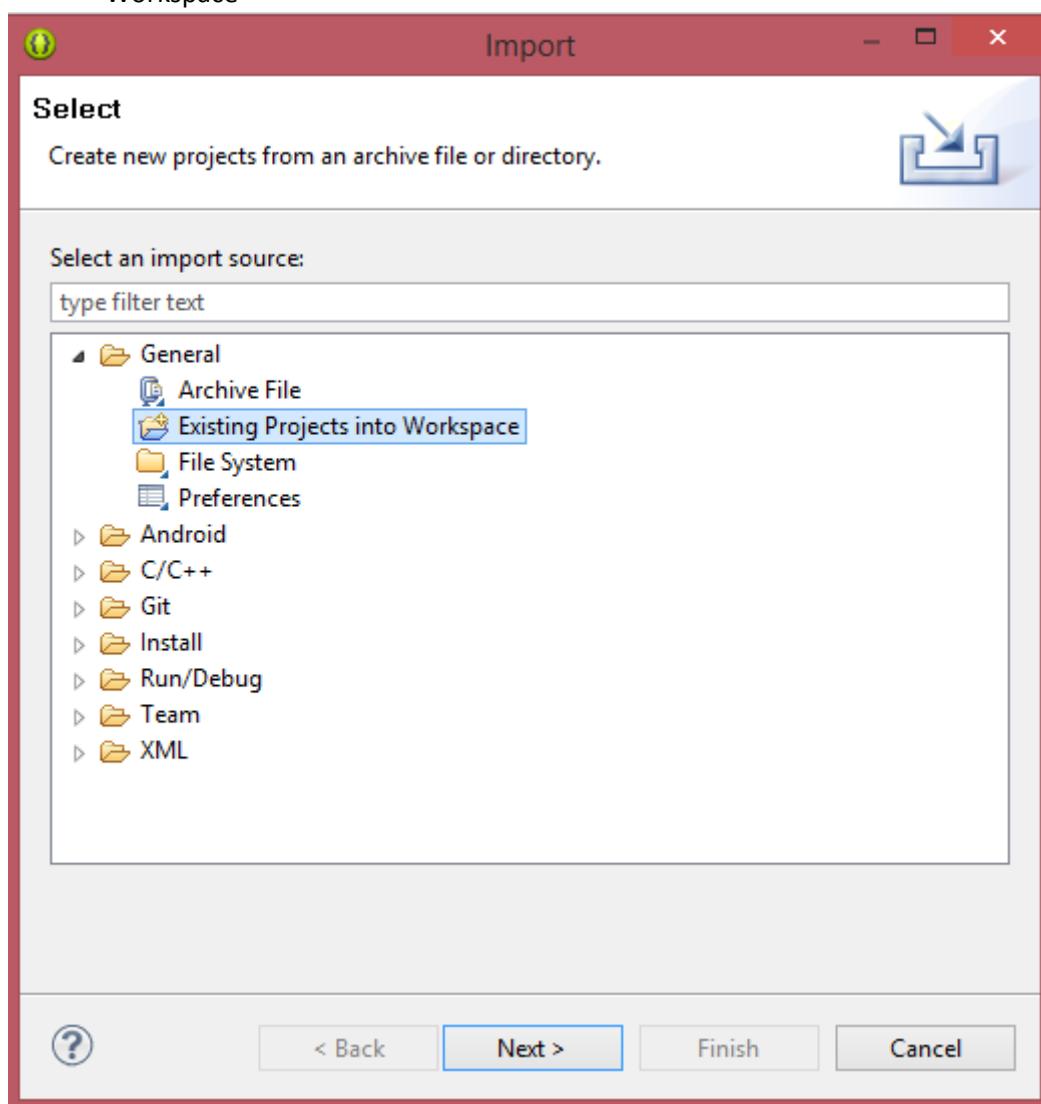 Workspace
Import
Select
Create new projects from an archive file or directory.
Select an import source:
type filter text
General
Archive File
Existing Projects into Workspace
File System
Preferences
Android
C/C++
Git
Install
Run/Debug
Team
XML
?
< Back Next > Finish Cancel